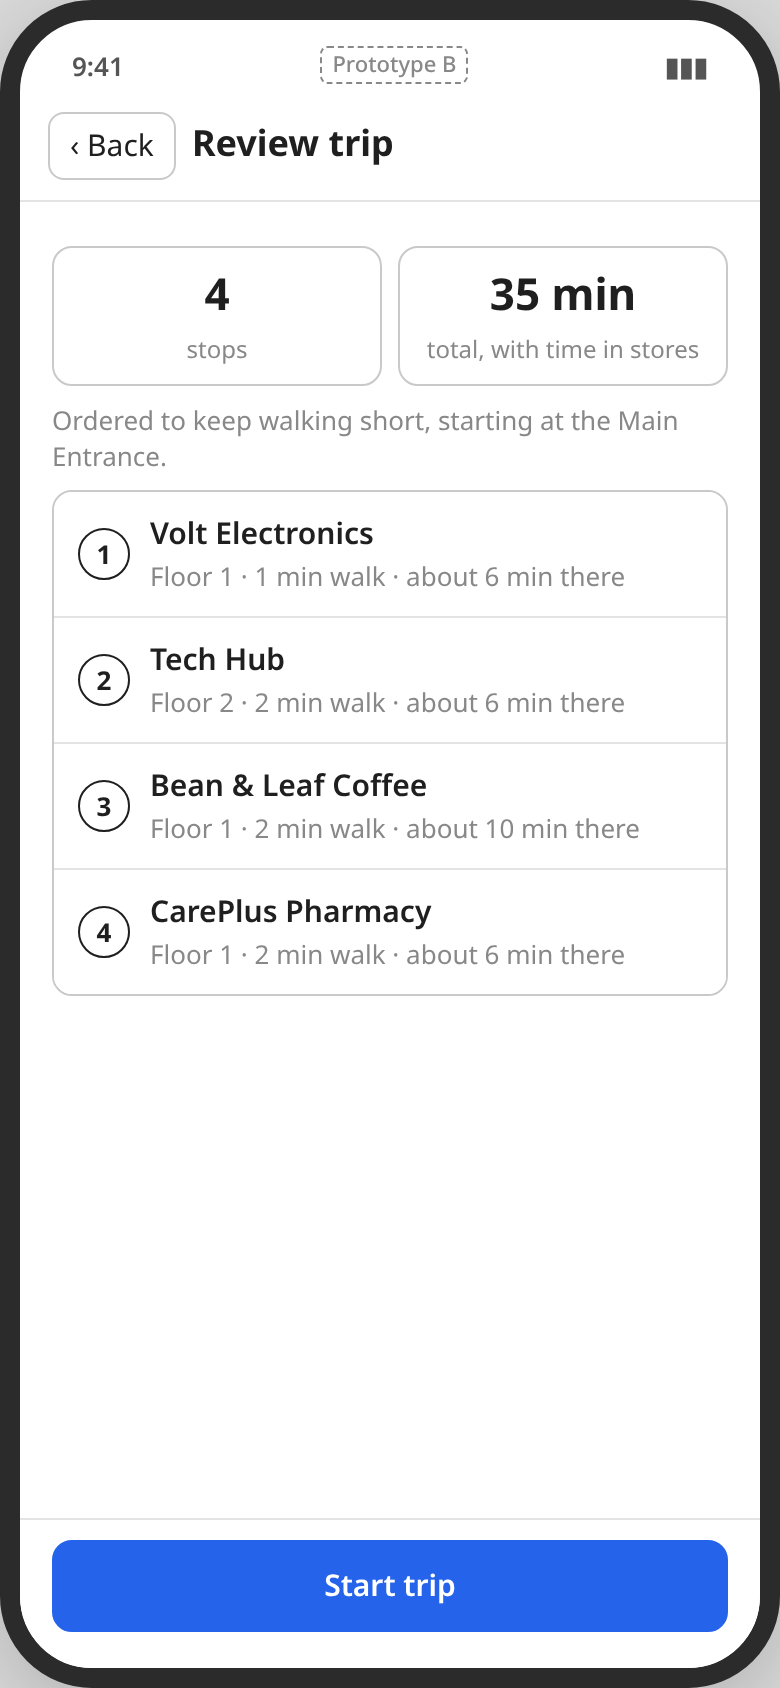 9:41
Prototype B
‹ Back
Review trip
4
stops
35 min
total, with time in stores
Ordered to keep walking short, starting at the Main
Entrance.
1
Volt Electronics
Floor 1 · 1 min walk · about 6 min there
2
Tech Hub
Floor 2 · 2 min walk · about 6 min there
3
Bean & Leaf Coffee
Floor 1 · 2 min walk · about 10 min there
4
CarePlus Pharmacy
Floor 1 · 2 min walk · about 6 min there
Start trip